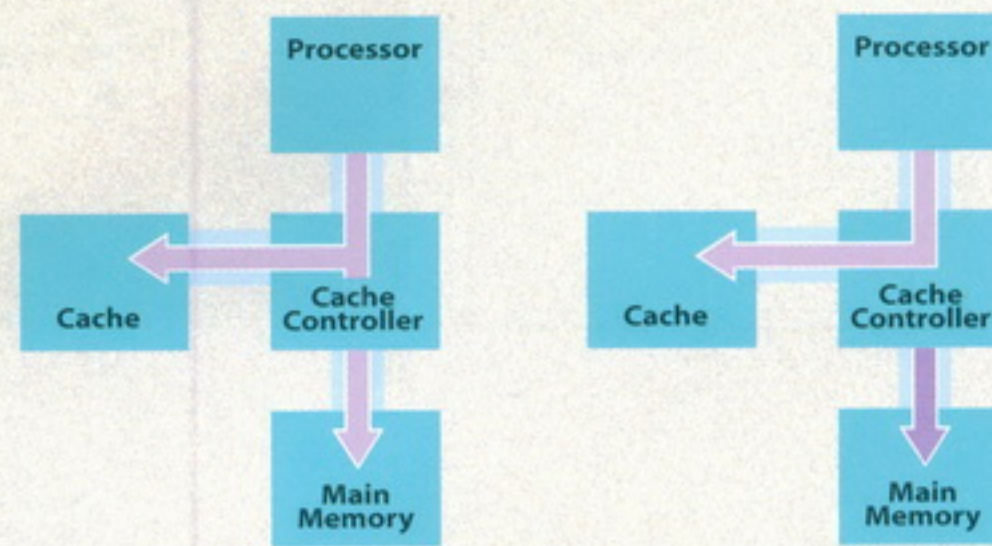 Processor
Cache
Cache
Controller
Main
Memory
Processor
Cache
Cache
Controller
Main
Memory